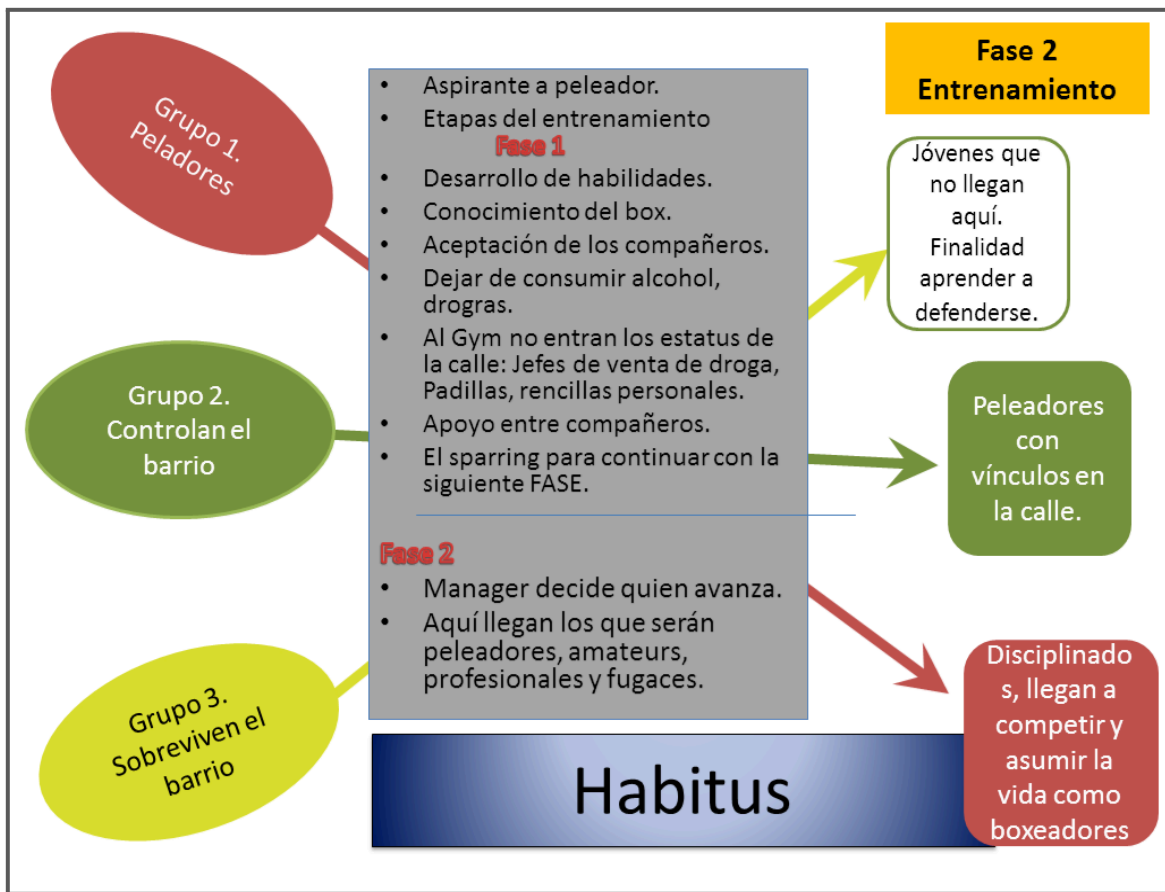 Grupo 1.
Peladores
Grupo 2.
Controlan el
barrio
Grupo 3.
Sobreviven el
barrio
• Aspirante a peleador.
• Etapas del entrenamiento
Fase 1
• Desarrollo de habilidades.
• Conocimiento del box.
• Aceptación de los compañeros.
• Dejar de consumir alcohol,
drogras.
• Al Gym no entran los estatus de
la calle: Jefes de venta de droga,
Padillas, rencillas personales.
• Apoyo entre compañeros.
• El sparring para continuar con la
siguiente FASE.
Fase 2
• Manager decide quien avanza.
• Aquí llegan los que serán
peleadores, amateurs,
profesionales y fugaces.
Habitus
Fase 2
Entrenamiento
Jóvenes que
no llegan
aquí.
Finalidad
aprender a
defenderse.
Peleadores
con
vínculos en
la calle.
Disciplinado
s, llegan a
competir y
asumir la
vida como
boxeadores